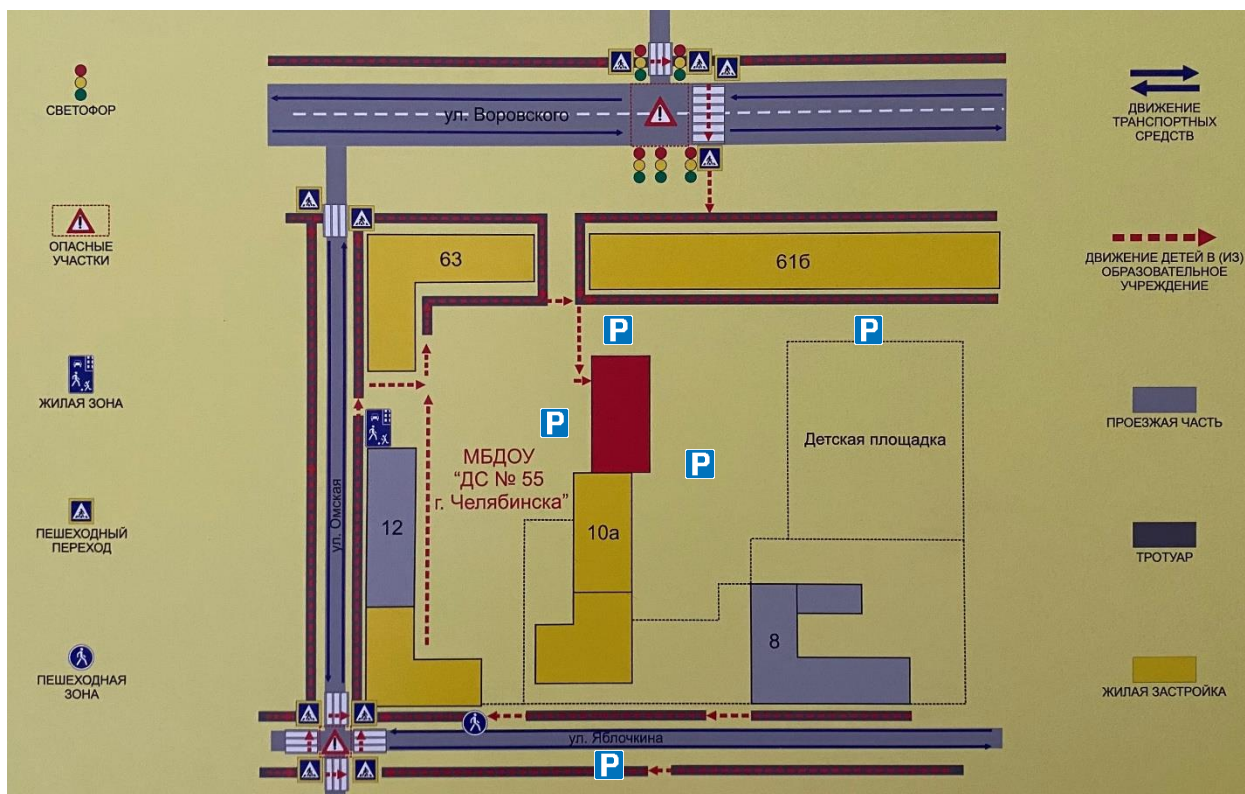 СВЕТОФОР
ОПАСНЫЕ
УЧАСТКИ
ЖИЛАЯ ЗОНА
ПЕШЕХОДНЫЙ
ПЕРЕХОД
ПЕШЕХОДНАЯ
ЗОНА
ул. Воровского
63
61б
P
P
P
P
Детская площадка
МБДОУ
“ДС № 55
г. Челябинска”
12
ул. Омская
10а
8
ул. Яблочкина
P
ДВИЖЕНИЕ
ТРАНСПОРТНЫХ
СРЕДСТВ
ДВИЖЕНИЕ ДЕТЕЙ В (ИЗ)
ОБРАЗОВАТЕЛЬНОЕ
УЧРЕЖДЕНИЕ
ПРОЕЗЖАЯ ЧАСТЬ
ТРОТУАР
ЖИЛАЯ ЗАСТРОЙКА